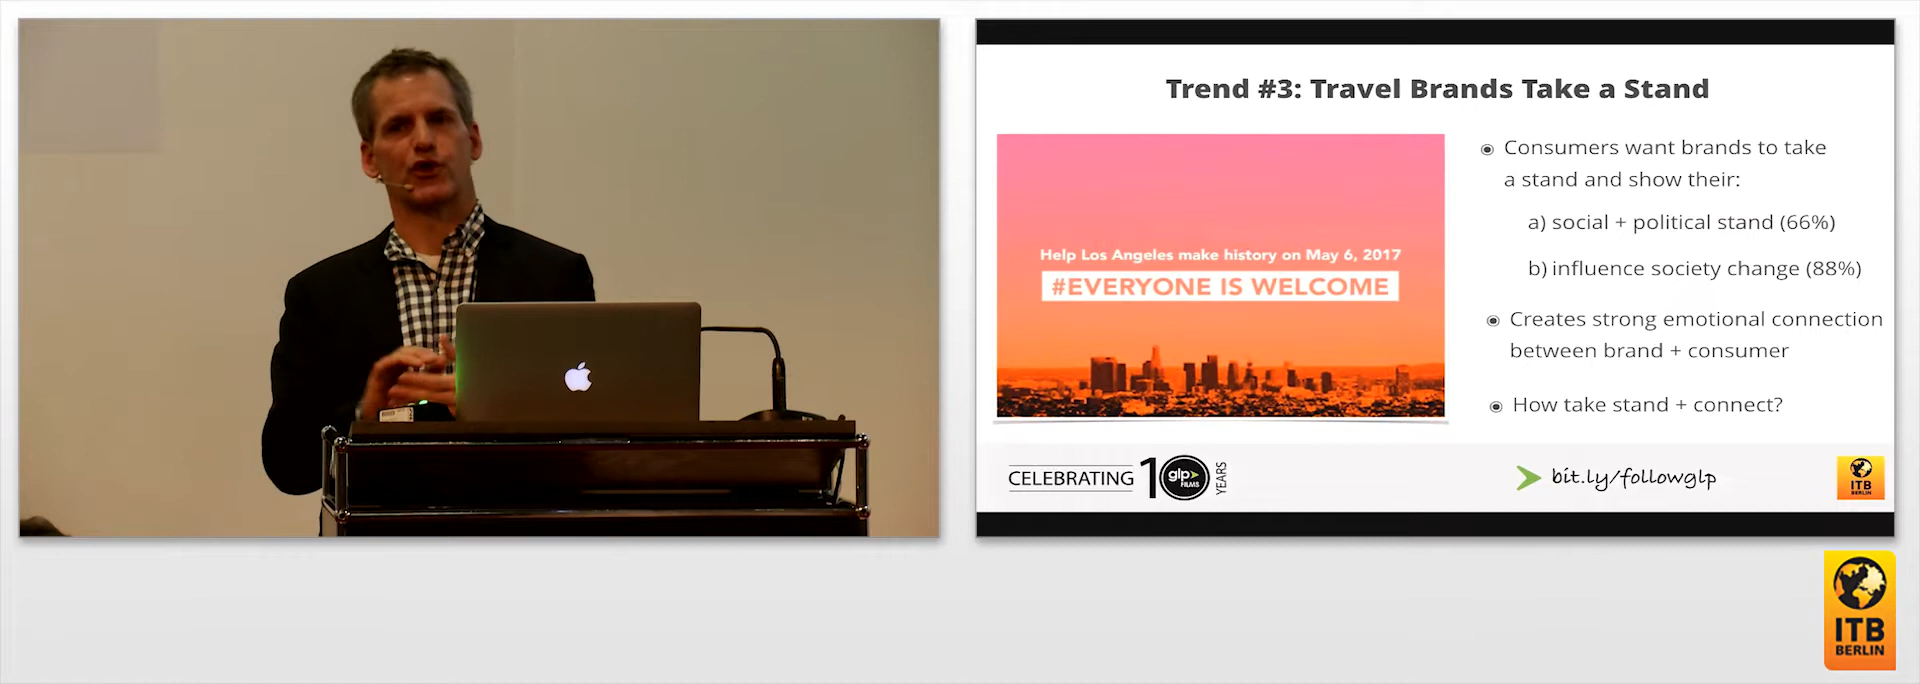 Trend #3: Travel Brands Take a Stand
Help Los Angeles make history on May 6, 2017
#EVERYONE IS WELCOME
Consumers want brands to take
a stand and show their:
a) social + political stand (66%)
b) influence society change (88%)
Creates strong emotional connection
between brand + consumer
How take stand + connect?
CELEBRATING 10 YEARS
glp
FILMS
bit.ly/followglp
ITB
BERLIN
ITB
BERLIN